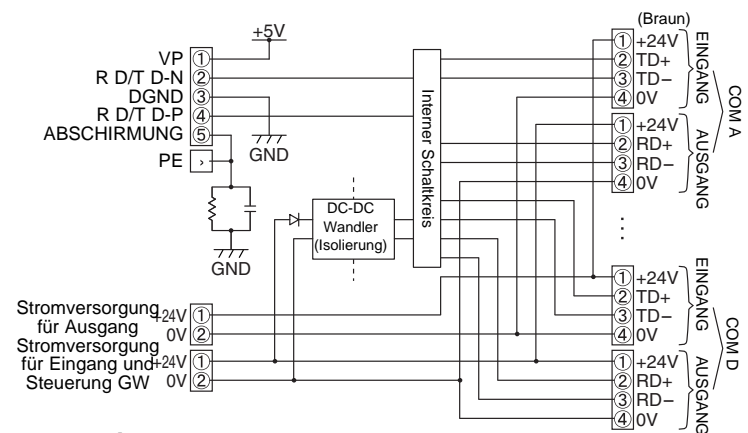 +5V
VP ①
R D/T D-N ②
DGND ③
R D/T D-P ④
ABSCHIRMUNG ⑤
PE
GND
GND
DC-DC
Wandler
(Isolierung)
Interner Schaltkreis
Stromversorgung
für Ausgang
+24V ①
0V ②
Stromversorgung
für Eingang und
Steuerung GW
+24V ①
0V ②
(Braun)
① +24V
② TD+
③ TD−
④ 0V
EINGANG
① +24V
② RD+
③ RD−
④ 0V
AUSGANG
COM A
① +24V
② TD+
③ TD−
④ 0V
EINGANG
① +24V
② RD+
③ RD−
④ 0V
AUSGANG
COM D